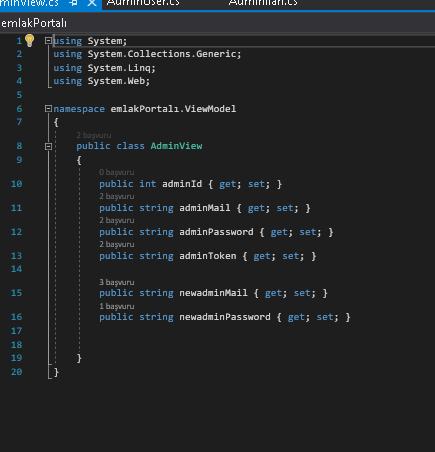 AdminView.cs
AdminUser.cs
Adminilan.cs
emlakPortalı
1 using System;
2 using System.Collections.Generic;
3 using System.Linq;
4 using System.Web;
5
6 namespace emlakPortalı.ViewModel
7 {
2 başvuru
8 public class AdminView
9 {
0 başvuru
10 public int adminId { get; set; }
2 başvuru
11 public string adminMail { get; set; }
2 başvuru
12 public string adminPassword { get; set; }
2 başvuru
13 public string adminToken { get; set; }
14
3 başvuru
15 public string newadminMail { get; set; }
1 başvuru
16 public string newadminPassword { get; set; }
17
18
19 }
20 }